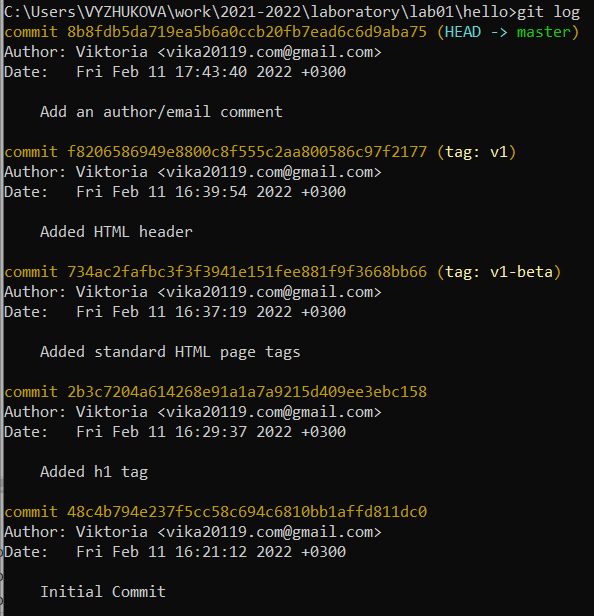 C:\Users\VYZHUKOVA\work\2021-2022\laboratory\lab01\hello>git log
commit 8b8fdb5da719ea5b6a0ccb20fb7ead6c6d9aba75 (HEAD -> master)
Author: Viktoria <vika20119.com@gmail.com>
Date:   Fri Feb 11 17:43:40 2022 +0300
    Add an author/email comment
commit f8206586949e8800c8f555c2aa800586c97f2177 (tag: v1)
Author: Viktoria <vika20119.com@gmail.com>
Date:   Fri Feb 11 16:39:54 2022 +0300
    Added HTML header
commit 734ac2fafbc3f3f3941e151fee881f9f3668bb66 (tag: v1-beta)
Author: Viktoria <vika20119.com@gmail.com>
Date:   Fri Feb 11 16:37:19 2022 +0300
    Added standard HTML page tags
commit 2b3c7204a614268e91a1a7a9215d409ee3ebc158
Author: Viktoria <vika20119.com@gmail.com>
Date:   Fri Feb 11 16:29:37 2022 +0300
    Added h1 tag
commit 48c4b794e237f5cc58c694c6810bb1affd811dc0
Author: Viktoria <vika20119.com@gmail.com>
Date:   Fri Feb 11 16:21:12 2022 +0300
    Initial Commit